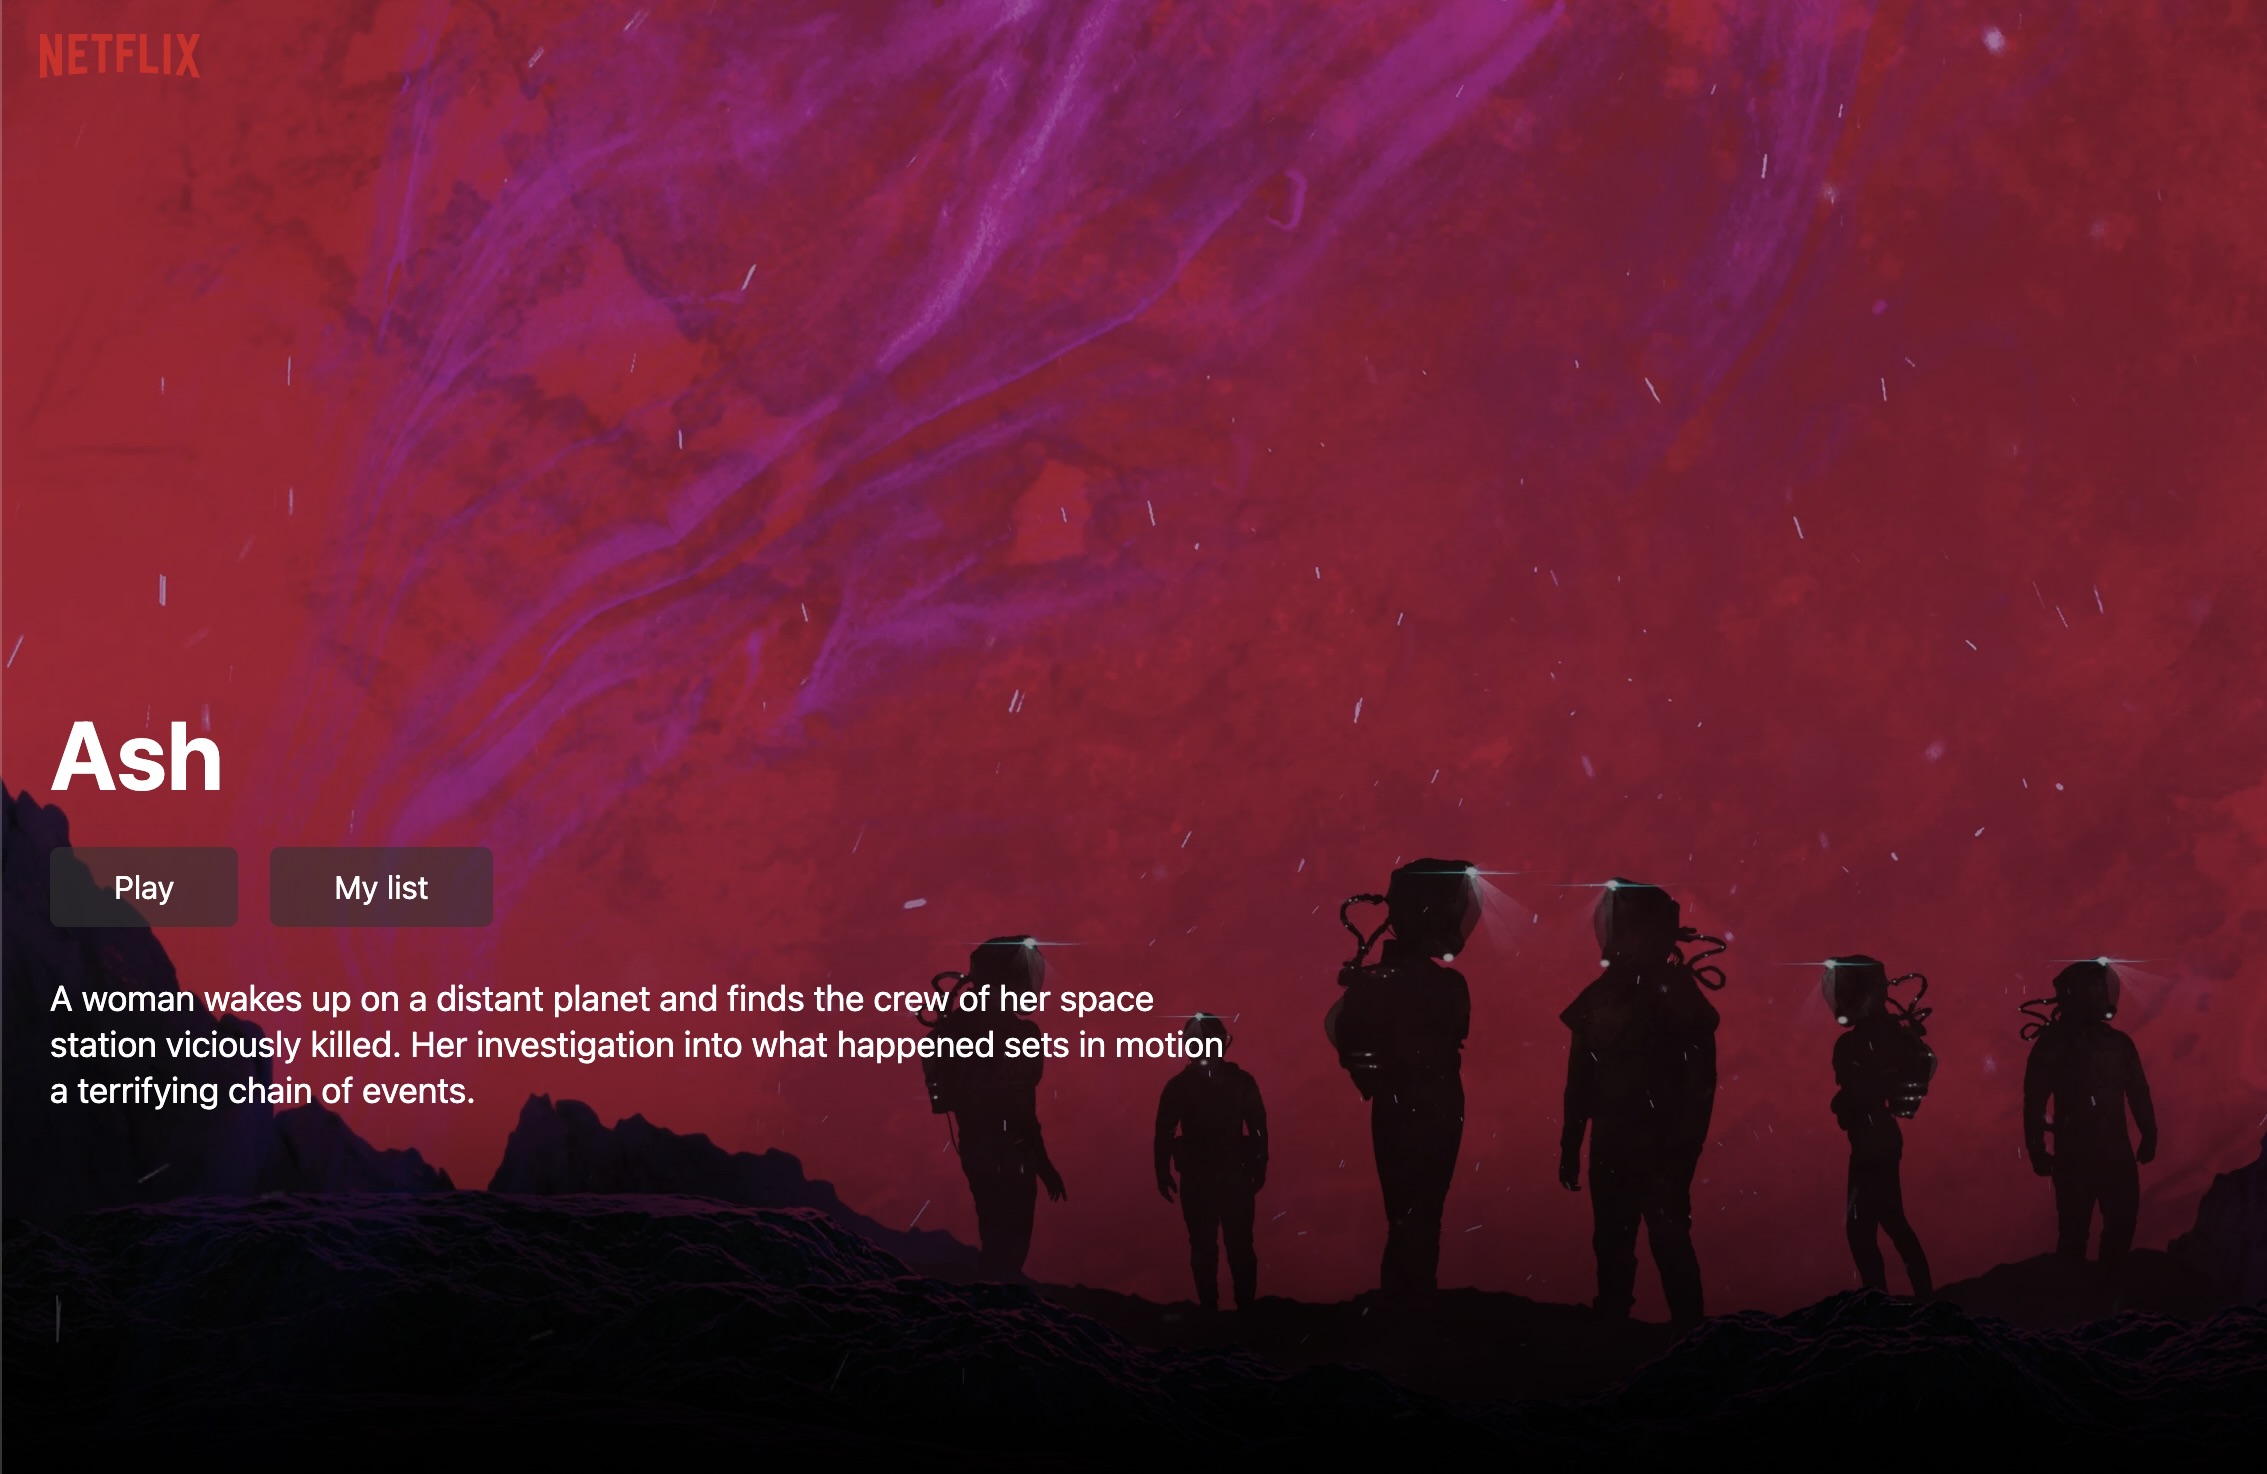 NETFLIX
Ash
Play
My list
A woman wakes up on a distant planet and finds the crew of her space
station viciously killed. Her investigation into what happened sets in motion
a terrifying chain of events.